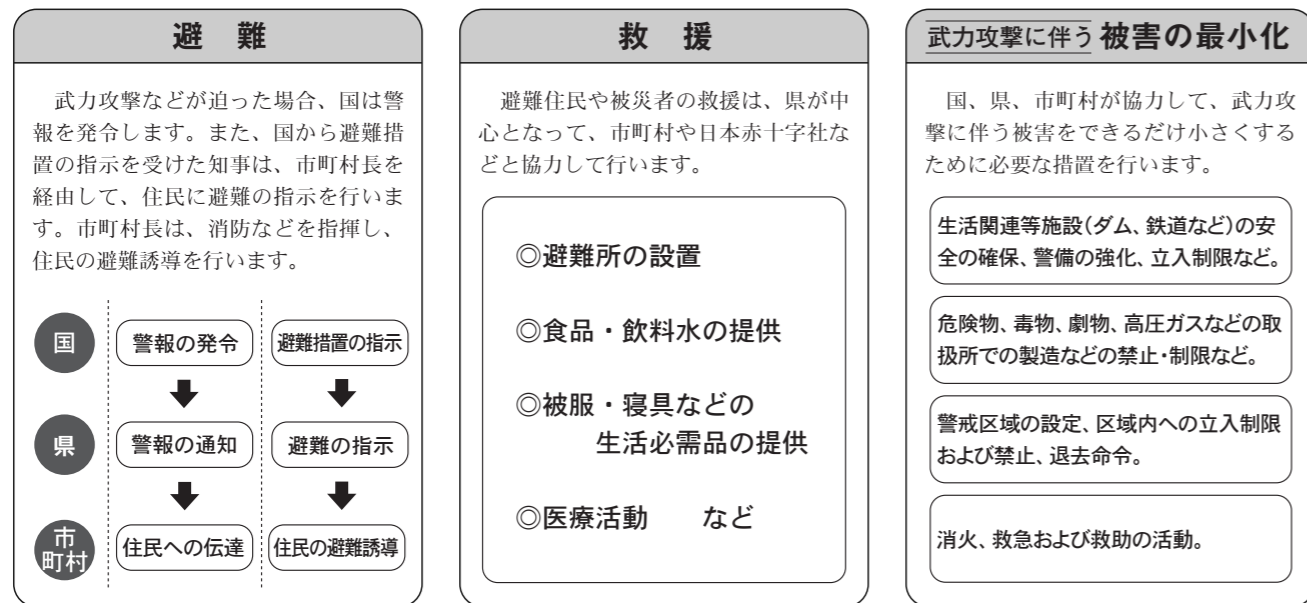 避　難
　武力攻撃などが迫った場合、国は警
報を発令します。また、国から避難措
置の指示を受けた知事は、市町村長を
経由して、住民に避難の指示を行いま
す。市町村長は、消防などを指揮し、
住民の避難誘導を行います。
国
警報の発令
避難措置の指示
県
警報の通知
避難の指示
市
町村
住民への伝達
住民の避難誘導
救　援
　避難住民や被災者の救援は、県が中
心となって、市町村や日本赤十字社な
どと協力して行います。
◎避難所の設置
◎食品・飲料水の提供
◎被服・寝具などの
生活必需品の提供
◎医療活動　　など
武力攻撃に伴う 被害の最小化
　国、県、市町村が協力して、武力攻
撃に伴う被害をできるだけ小さくする
ために必要な措置を行います。
生活関連等施設(ダム、鉄道など)の安
全の確保、警備の強化、立入制限など。
危険物、毒物、劇物、高圧ガスなどの取
扱所での製造などの禁止・制限など。
警戒区域の設定、区域内への立入制限
および禁止、退去命令。
消火、救急および救助の活動。